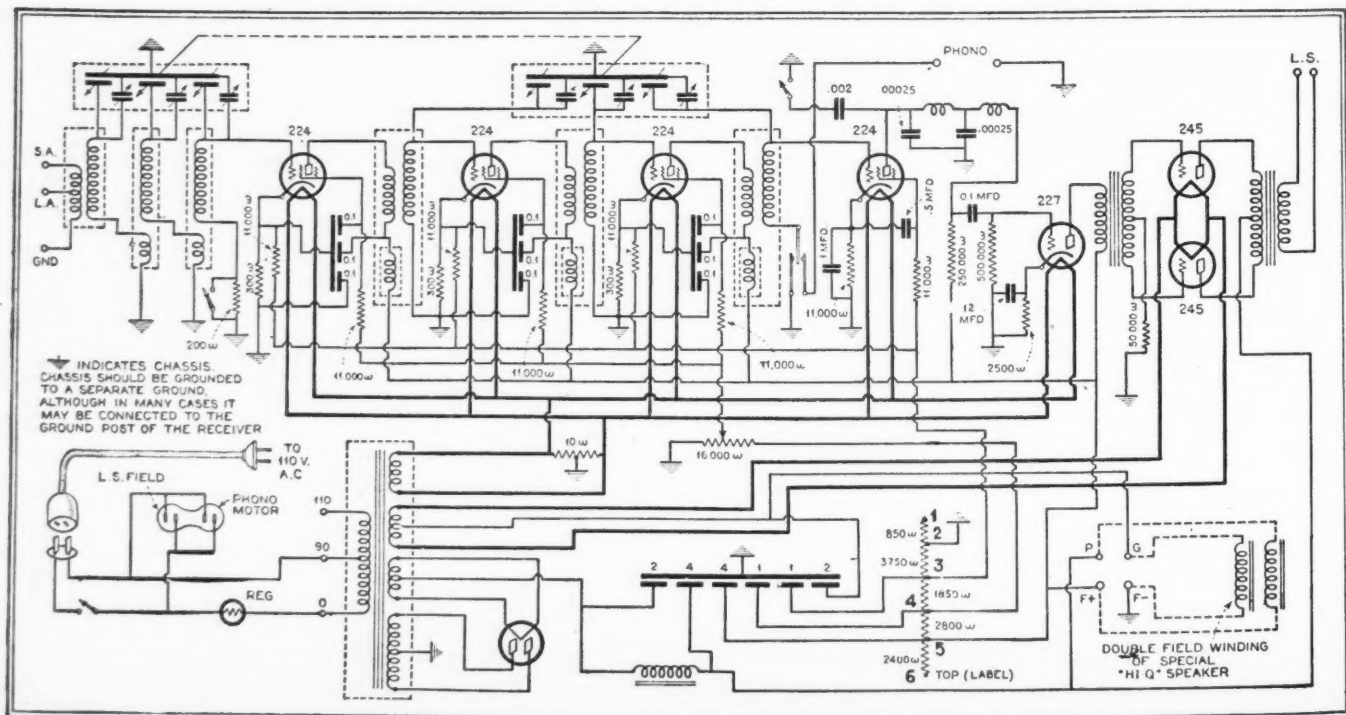 PHONO.
L.S.
.002
.00025
.00025
224
224
224
224
245
S.A.
L.A.
GND
11.000 ω
300 ω
0.1
0.1
0.1
11.000 ω
300 ω
0.1
0.1
0.1
11.000 ω
300 ω
0.1
0.1
0.1
.5 MFD
.1 MFD
11,000 ω
11.000 ω
0.1 MFD
227
250.000 ω
500.000 ω
12
MFD
2500 ω
245
50.000 ω
200 ω
11.000 ω
11.000 ω
11,000 ω
INDICATES CHASSIS.
CHASSIS SHOULD BE GROUNDED
TO A SEPARATE GROUND,
ALTHOUGH IN MANY CASES IT
MAY BE CONNECTED TO THE
GROUND POST OF THE RECEIVER
TO
110 V.
A.C
L.S. FIELD
PHONO
MOTOR
110
90
0
REG
10 ω
16 000 ω
2 4 4 1 1 2
1
850 ω
2
3750 ω
3
1850 ω
4
2800 ω
5
2400 ω
6 TOP (LABEL)
P
G
F+
F-
DOUBLE FIELD WINDING
OF SPECIAL
"HI-Q" SPEAKER